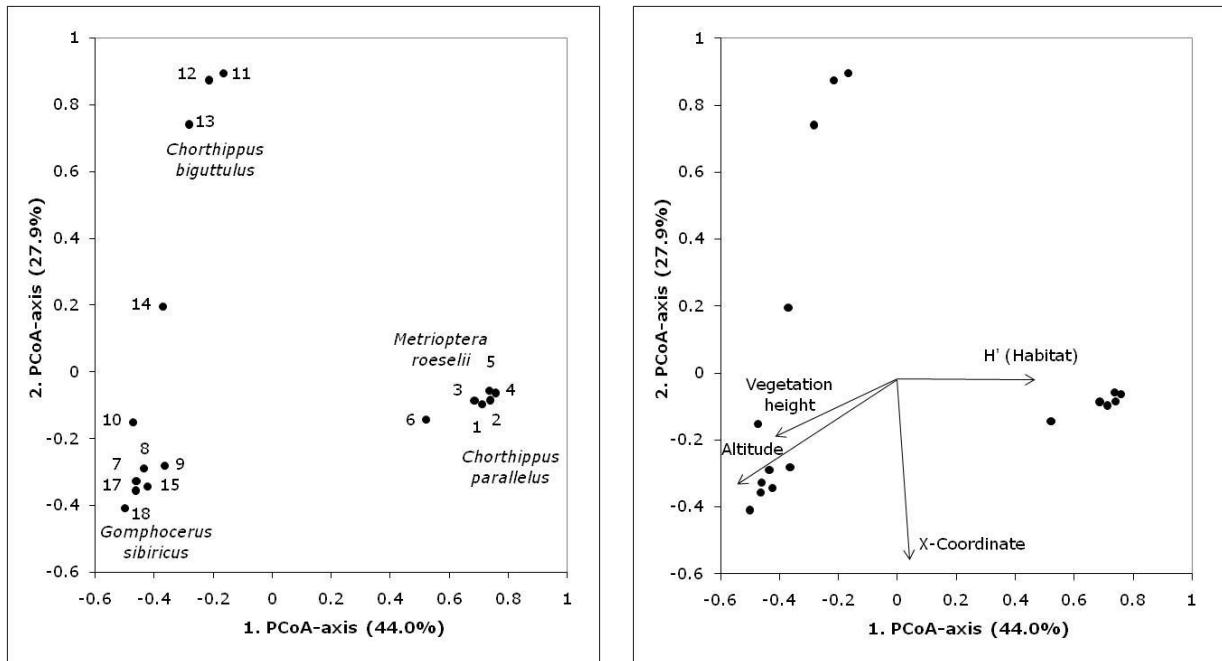 1
0.8
0.6
0.4
0.2
0
-0.2
-0.4
-0.6
2. PCoA-axis (27.9%)
12 11
13
Chorthippus
biguttulus
14
Metrioptera
roeselii
5
3 4
6 1 2
Chorthippus
parallelus
10
8
7 9
17 15
18
Gomphocerus
sibiricus
-0.6 -0.4 -0.2 0 0.2 0.4 0.6 0.8 1
1. PCoA-axis (44.0%)
1
0.8
0.6
0.4
0.2
0
-0.2
-0.4
-0.6
2. PCoA-axis (27.9%)
H' (Habitat)
Vegetation
height
Altitude
X-Coordinate
-0.6 -0.4 -0.2 0 0.2 0.4 0.6 0.8 1
1. PCoA-axis (44.0%)